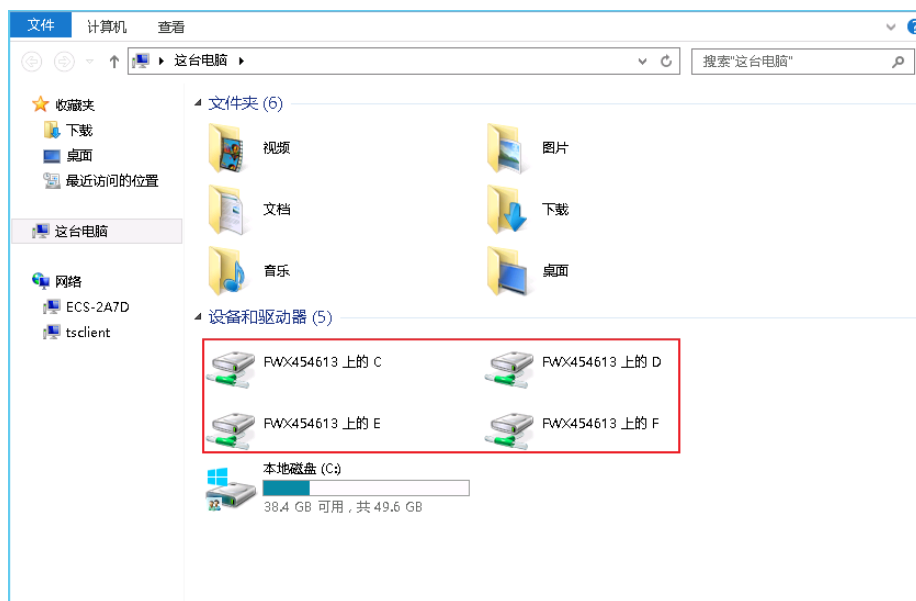 文件 计算机 查看
这台电脑 搜索"这台电脑"
收藏夹
下载
桌面
最近访问的位置
这台电脑
网络
ECS-2A7D
tsclient
文件夹 (6)
视频 图片
文档 下载
音乐 桌面
设备和驱动器 (5)
FWX454613 上的 C FWX454613 上的 D
FWX454613 上的 E FWX454613 上的 F
本地磁盘 (C:)
38.4 GB 可用，共 49.6 GB